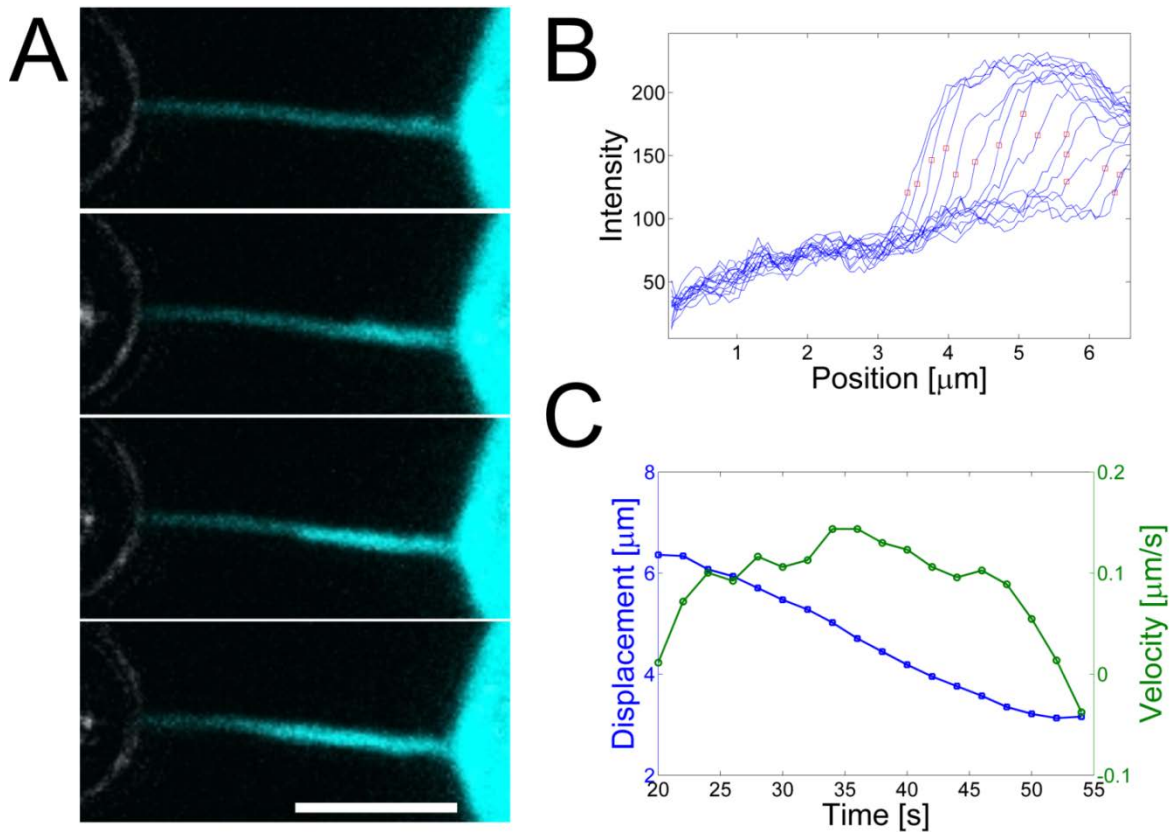 A
B
200
150
100
50
Intensity
1 2 3 4 5 6
Position [μm]
C
8
6
4
2
Displacement [μm]
0.2
0.1
0
-0.1
Velocity [μm/s]
20 25 30 35 40 45 50 55
Time [s]